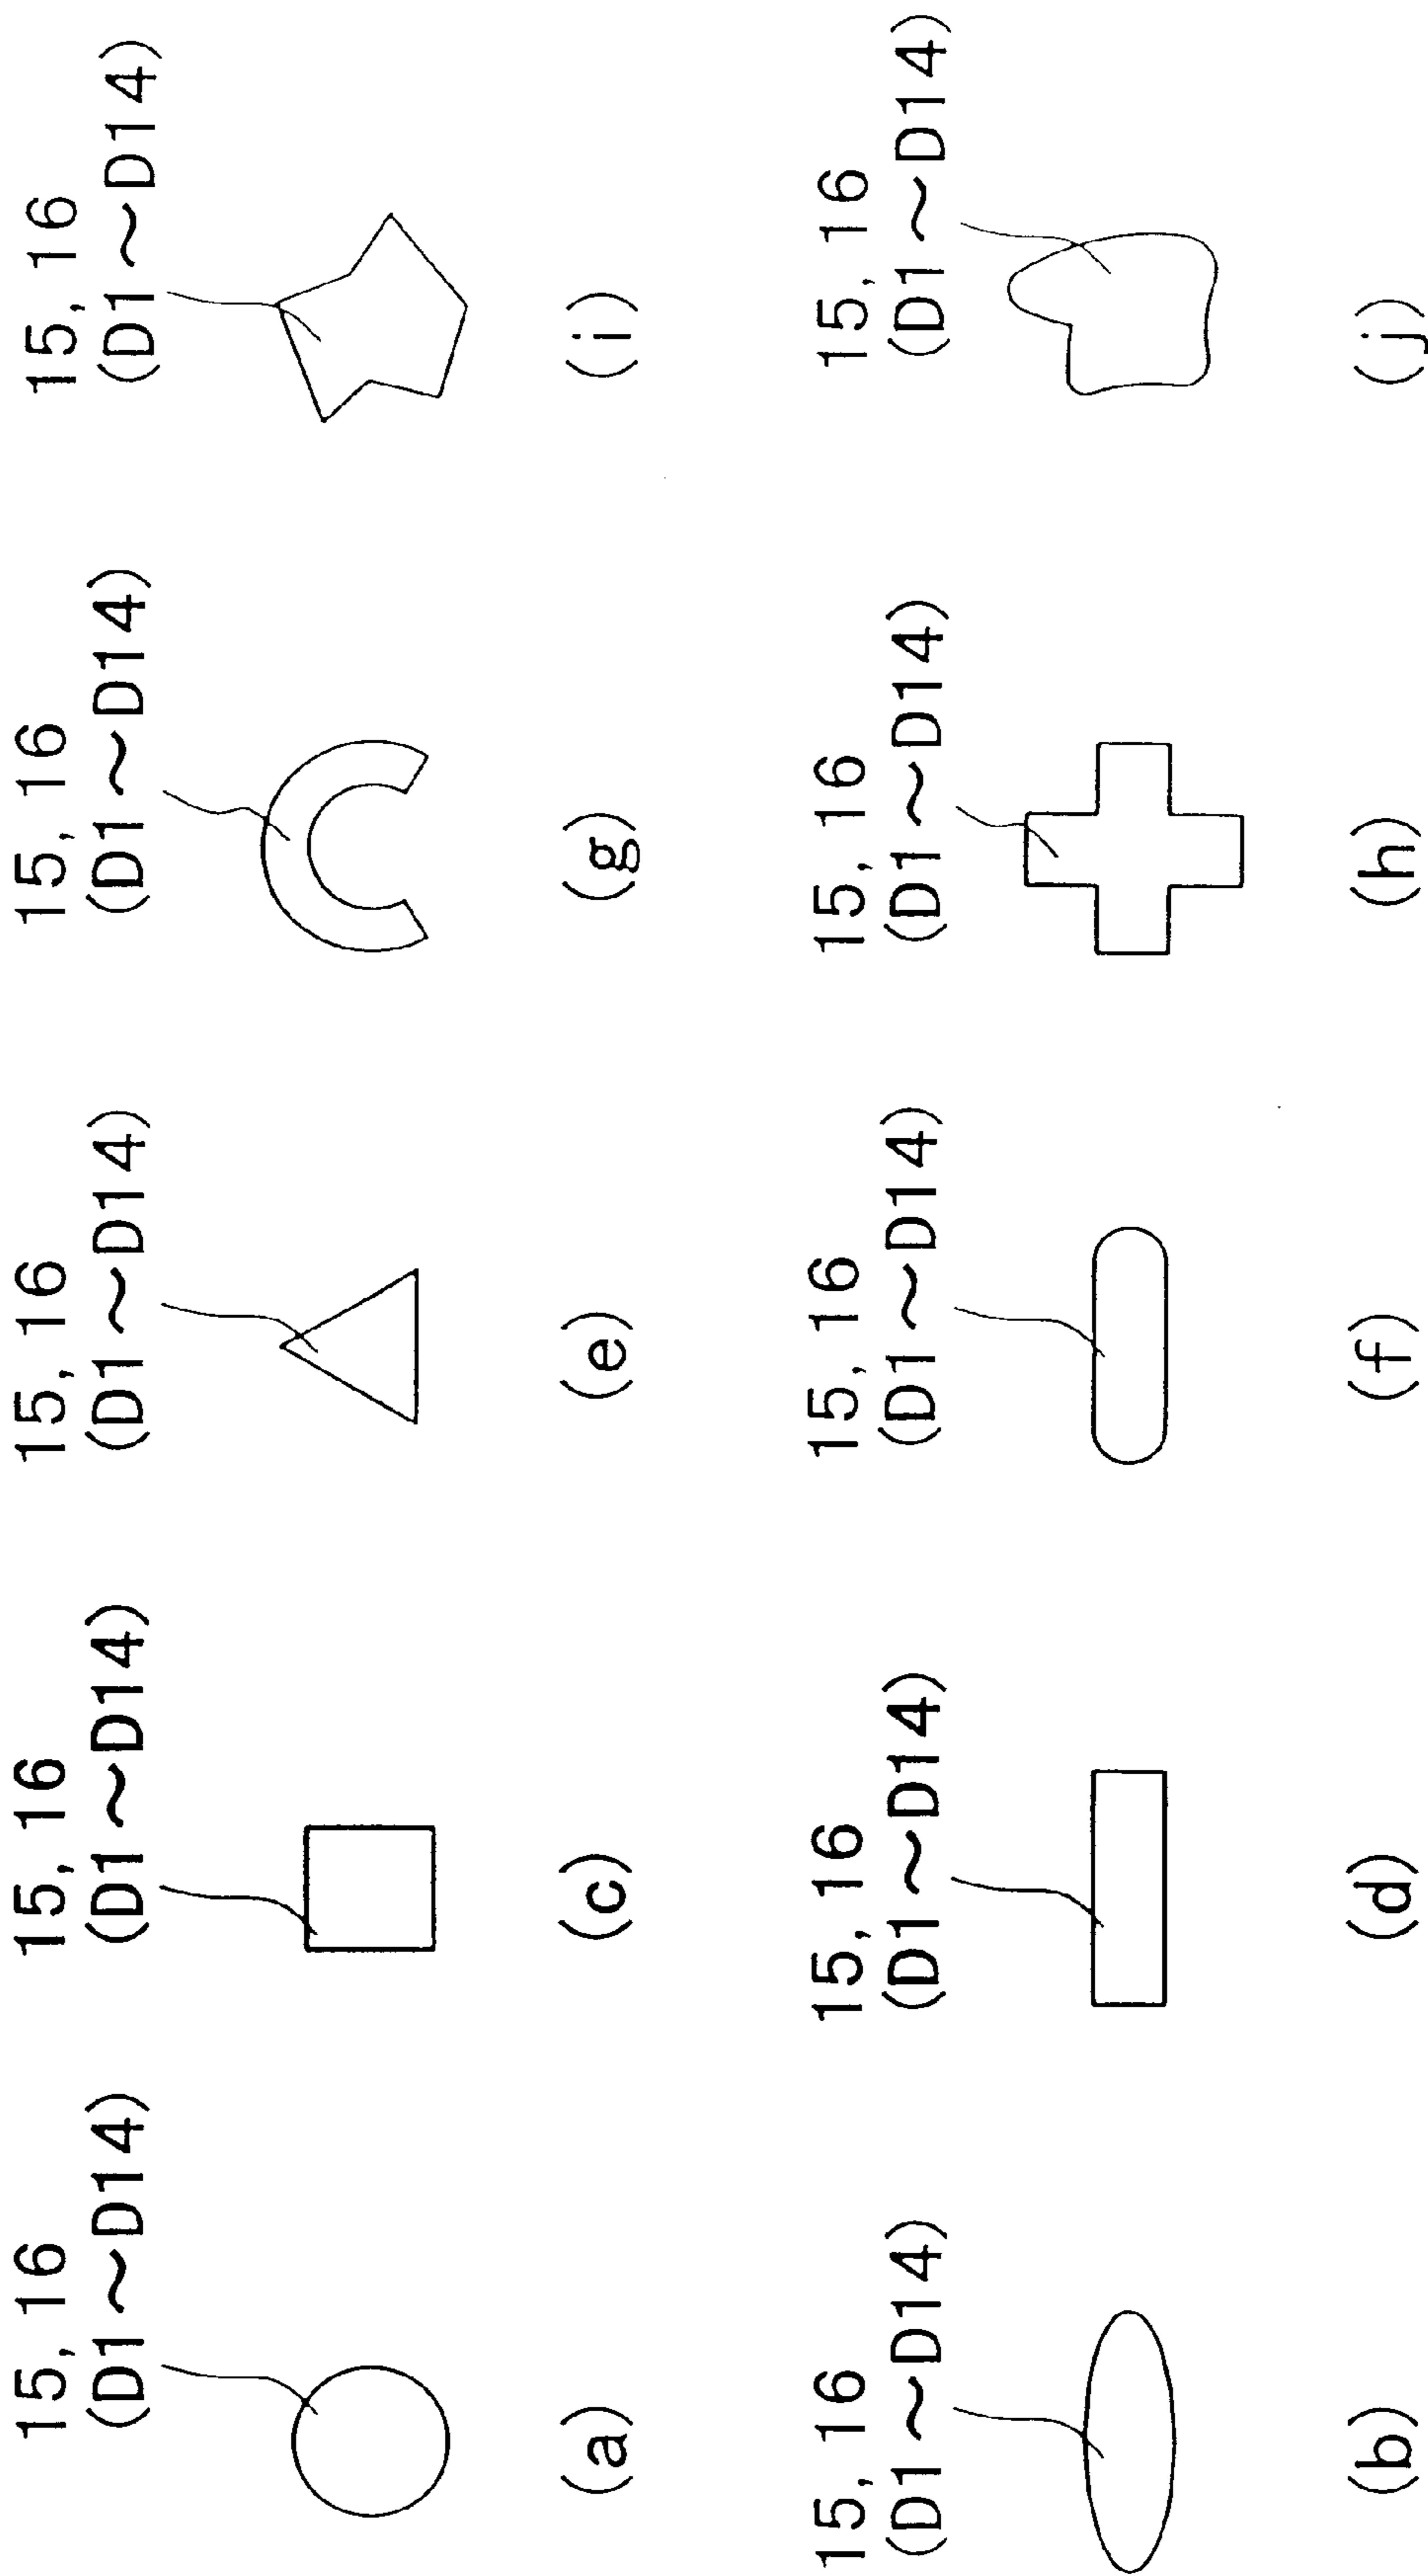 15, 16
(D1~D14)
(a)
15, 16
(D1~D14)
(c)
15, 16
(D1~D14)
(e)
15, 16
(D1~D14)
(g)
15, 16
(D1~D14)
(i)
15, 16
(D1~D14)
(b)
15, 16
(D1~D14)
(d)
15, 16
(D1~D14)
(f)
15, 16
(D1~D14)
(h)
15, 16
(D1~D14)
(j)